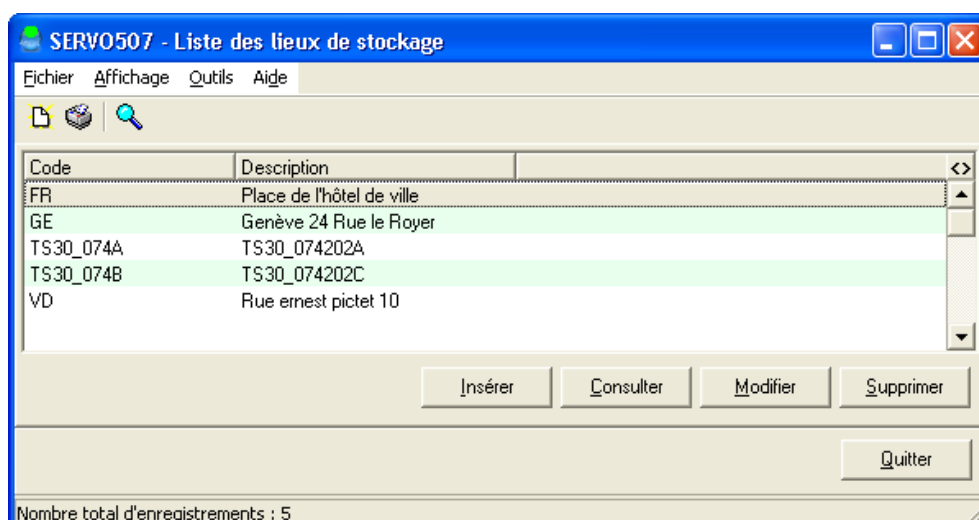 SERVO507 - Liste des lieux de stockage
Fichier Affichage Outils Aide
Code Description <>
FR Place de l'hôtel de ville
GE Genève 24 Rue le Royer
TS30_074A TS30_074202A
TS30_074B TS30_074202C
VD Rue ernest pictet 10
Insérer Consulter Modifier Supprimer
Quitter
Nombre total d'enregistrements : 5